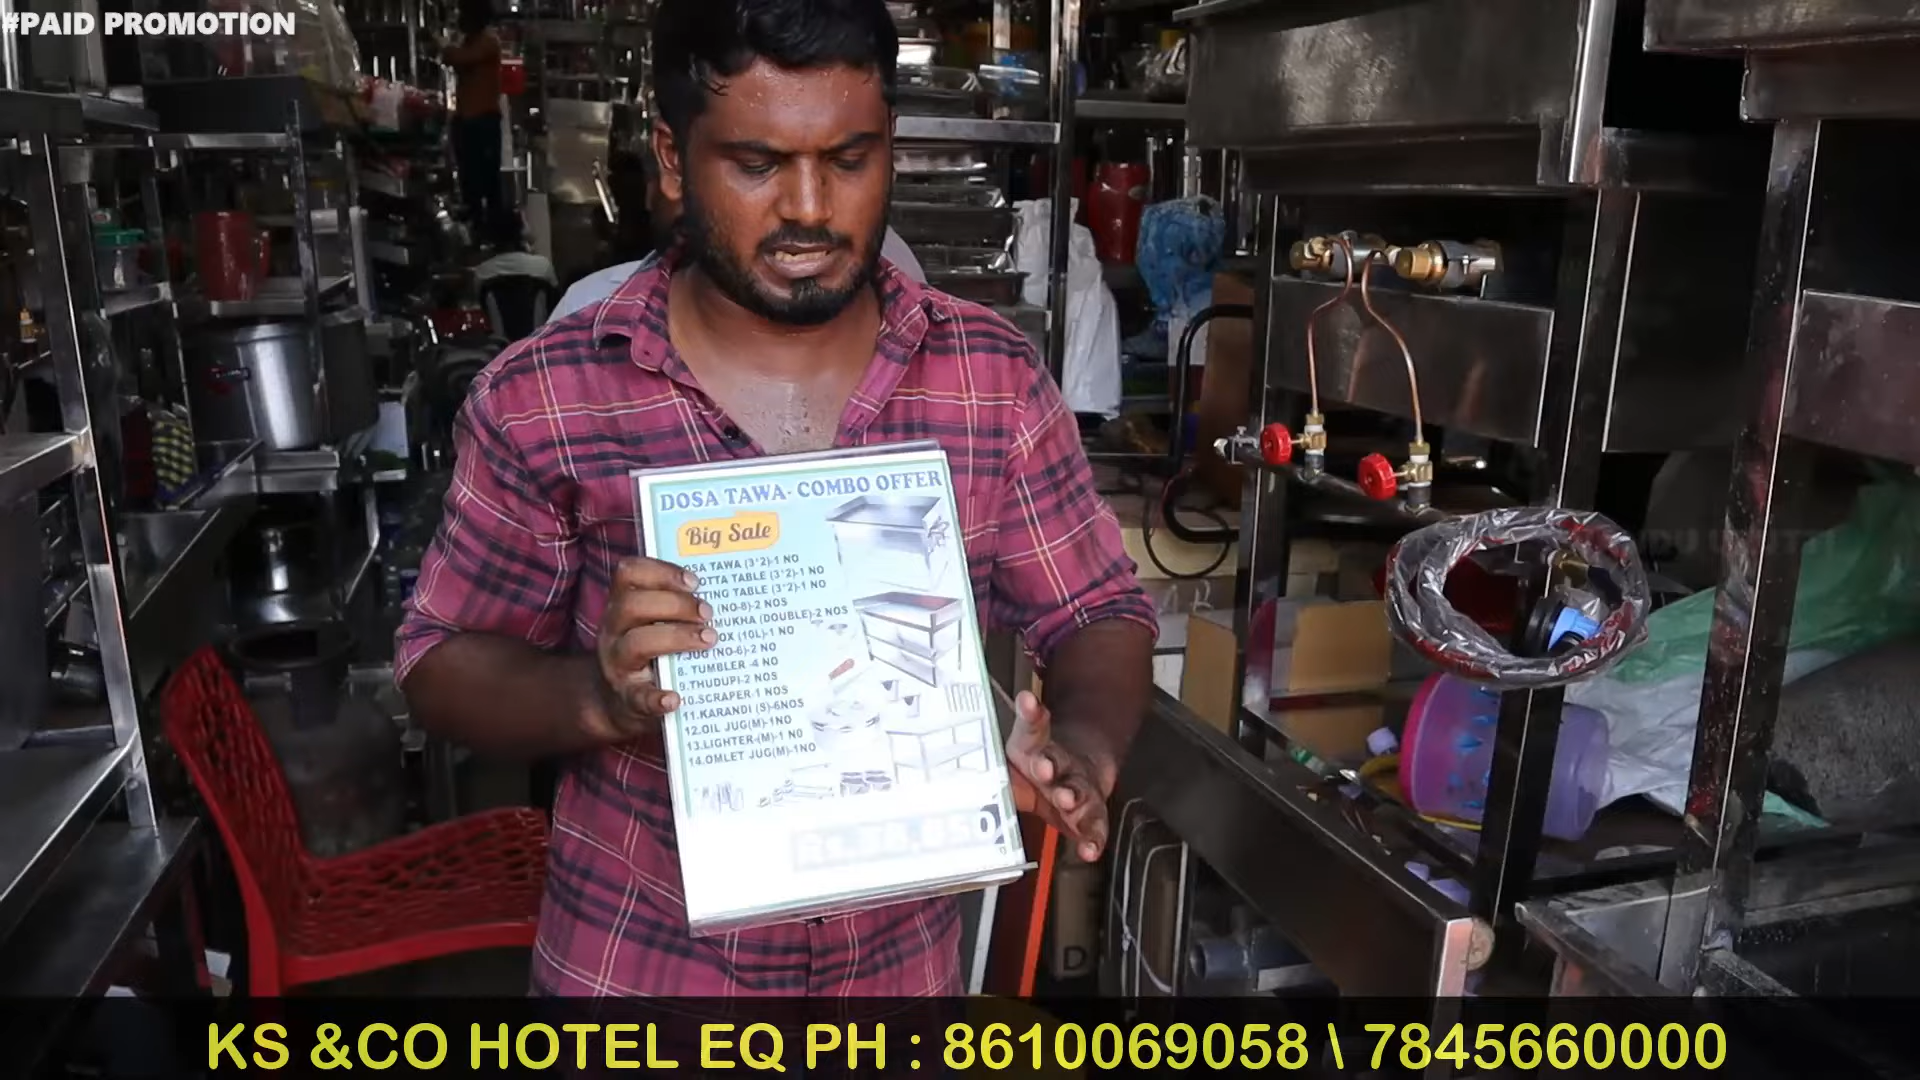 #PAID PROMOTION
DOSA TAWA- COMBO OFFER
Big Sale
OSA TAWA (3*2)-1 NO
OTTA TABLE (3*2)-1 NO
TTING TABLE (3*2)-1 NO
(NO-8)-2 NOS
OMUKHA (DOUBLE)-2 NOS
OX (10L)-1 NO
7.JUG (NO-6)-2 NO
8. TUMBLER -4 NO
9.THUDUPI-2 NOS
10.SCRAPER-1 NOS
11.KARANDI (S)-6NOS
12.OIL JUG(M)-1NO
13.LIGHTER-(M)-1 NO
14.OMLET JUG(M)-1NO
KS &CO HOTEL EQ PH : 8610069058 \ 7845660000